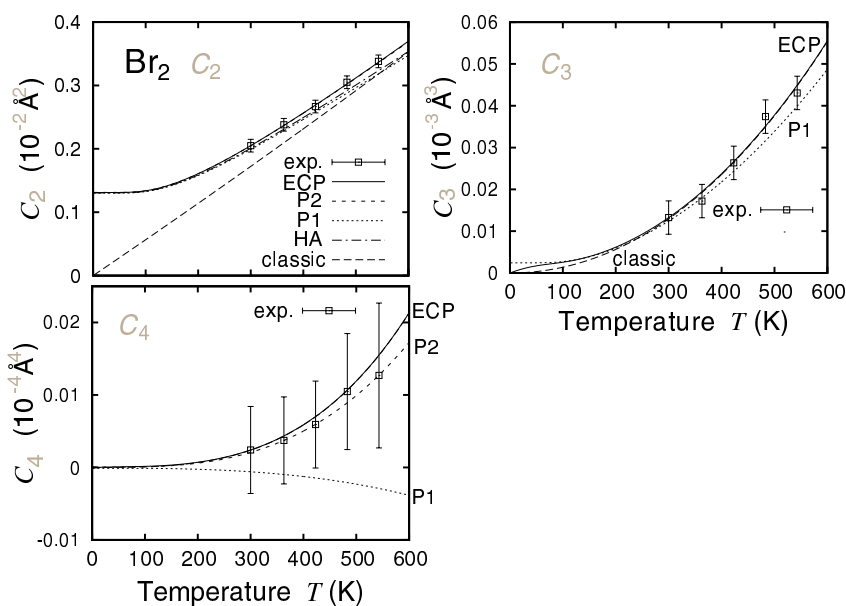 Br2 C2
0.4
0.3
0.2
0.1
0
C2 (10-2 Å2)
exp.
ECP
P2
P1
HA
classic
C3
0.06
0.05
0.04
0.03
0.02
0.01
0
C3 (10-3 Å3)
ECP
P1
exp.
classic
0 100 200 300 400 500 600
Temperature T (K)
C4
0.02
0.01
0
-0.01
C4 (10-4 Å4)
exp.
ECP
P2
P1
0 100 200 300 400 500 600
Temperature T (K)